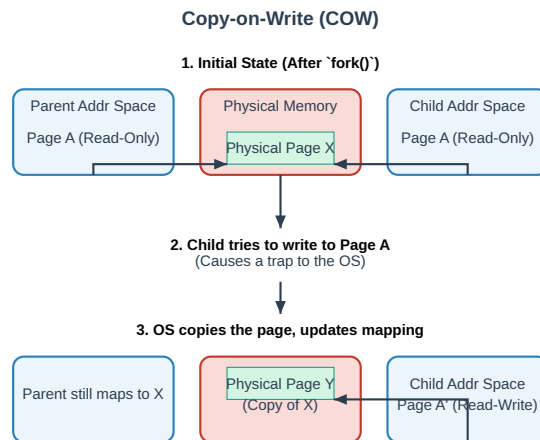 Copy-on-Write (COW)
1. Initial State (After `fork()`)
Parent Addr Space
Page A (Read-Only)
Physical Memory
Physical Page X
Child Addr Space
Page A (Read-Only)
2. Child tries to write to Page A
(Causes a trap to the OS)
3. OS copies the page, updates mapping
Parent still maps to X
Physical Page Y
(Copy of X)
Child Addr Space
Page A' (Read-Write)